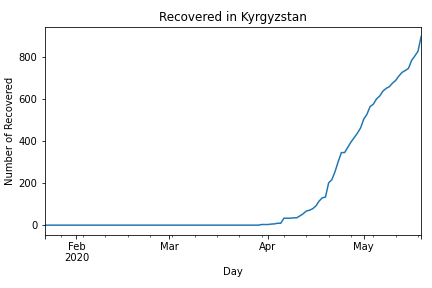 Recovered in Kyrgyzstan
Number of Recovered
800
600
400
200
0
Feb
2020
Mar
Apr
May
Day